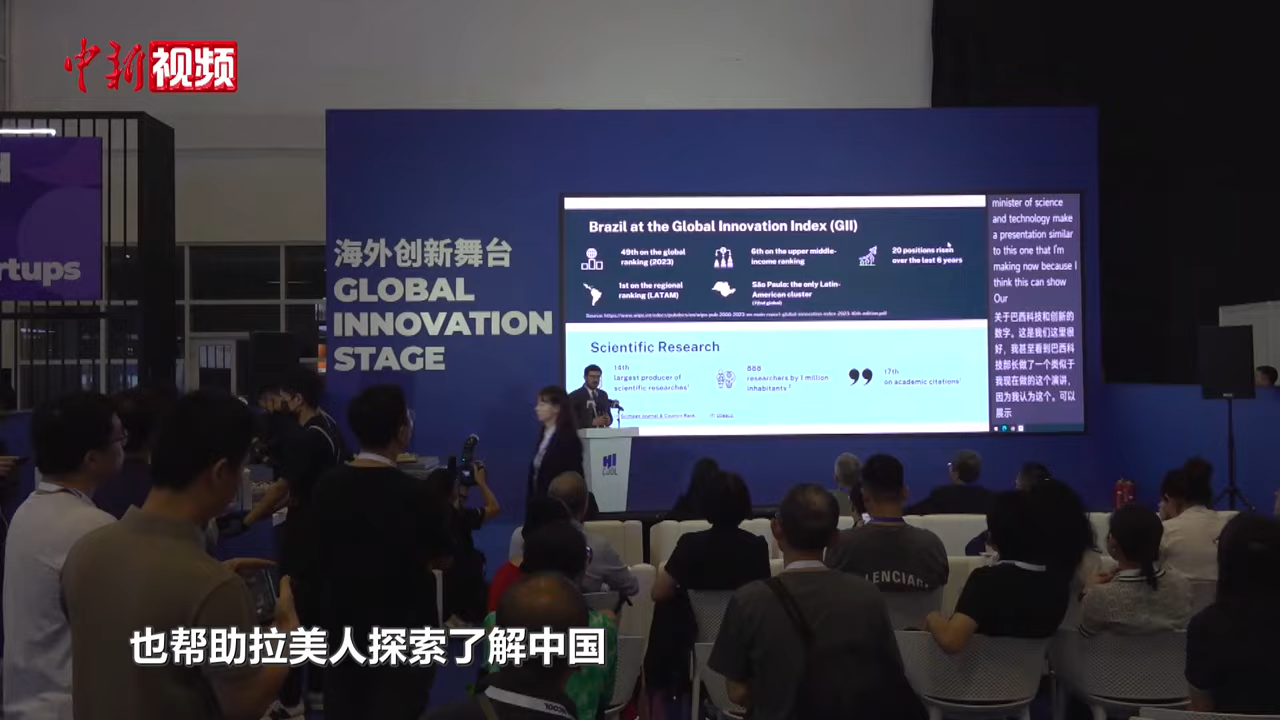 中新视频
rtups
海外创新舞台
GLOBAL
INNOVATION
STAGE
Brazil at the Global Innovation Index (GII)
49th on the global
ranking (2023)
6th on the upper middle-
income ranking
20 positions risen
over the last 6 years
1st on the regional
ranking (LATAM)
São Paulo: the only Latin-
American cluster
Scientific Research
14th
largest producer of
scientific researches¹
888
researchers by 1 million
inhabitants ²
17th
on academic citations¹
minister of science
and technology make
a presentation similar
to this one that I'm
making now because I
think this can show
Our
关于巴西科技和创新的
数字。这是我们这里很
好，我甚至看到巴西科
技部长做了一个类似于
我现在做的这个演讲，
因为我认为这个。可以
展示
也帮助拉美人探索了解中国